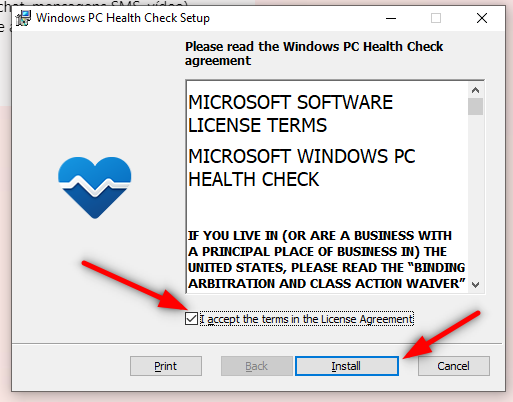 chat, mensagens SMS, vídeo)
Windows PC Health Check Setup
Please read the Windows PC Health Check
agreement
MICROSOFT SOFTWARE
LICENSE TERMS
MICROSOFT WINDOWS PC
HEALTH CHECK
IF YOU LIVE IN (OR ARE A BUSINESS WITH
A PRINCIPAL PLACE OF BUSINESS IN) THE
UNITED STATES, PLEASE READ THE “BINDING
ARBITRATION AND CLASS ACTION WAIVER”
I accept the terms in the License Agreement
Print Back Install Cancel